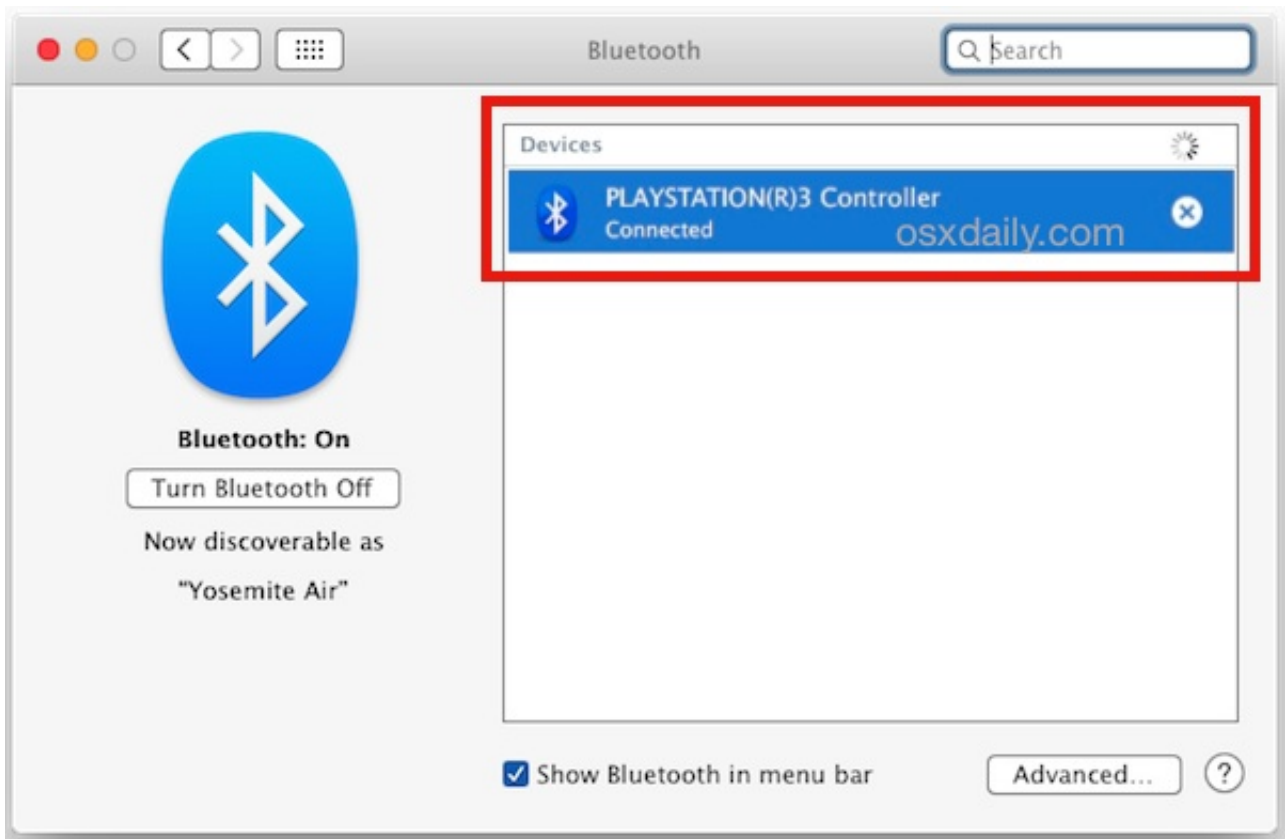 Bluetooth
Search
Devices
PLAYSTATION(R)3 Controller
Connected
osxdaily.com
Bluetooth: On
Turn Bluetooth Off
Now discoverable as
"Yosemite Air"
Show Bluetooth in menu bar
Advanced...
?